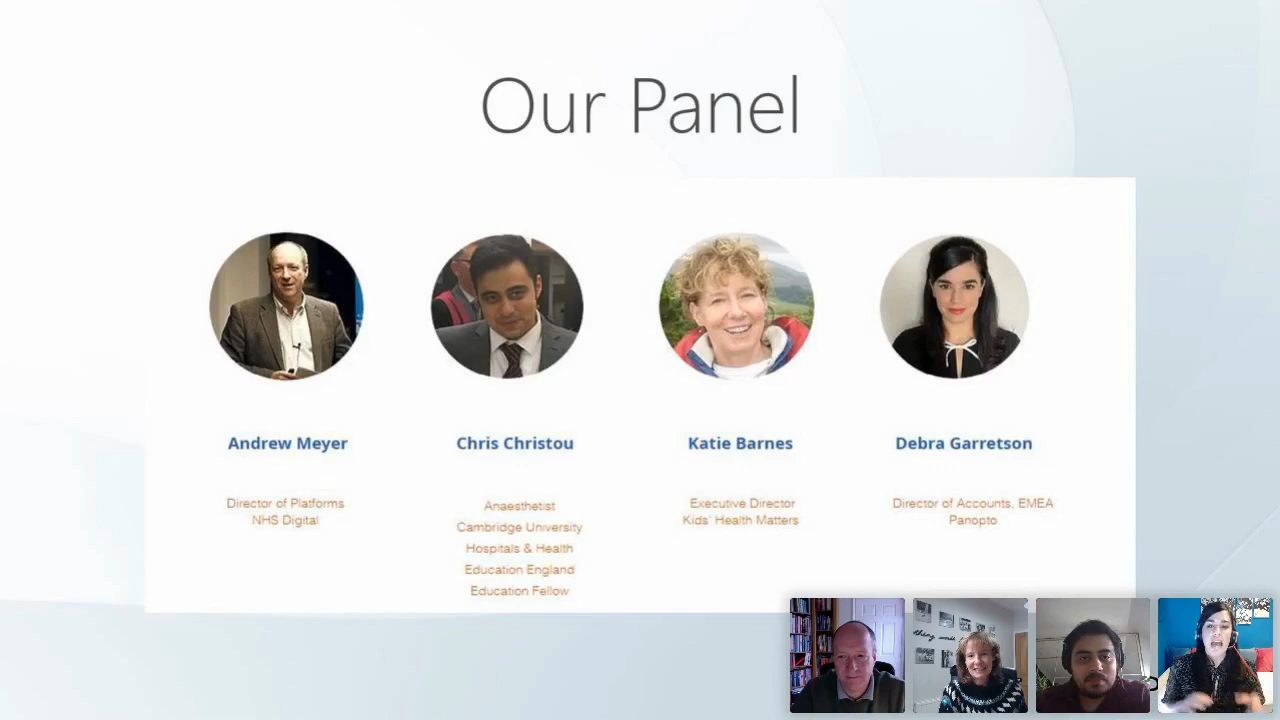 Our Panel
Andrew Meyer
Chris Christou
Katie Barnes
Debra Garretson
Director of Platforms
NHS Digital
Anaesthetist
Cambridge University
Hospitals & Health
Education England
Education Fellow
Executive Director
Kids' Health Matters
Director of Accounts, EMEA
Panopto